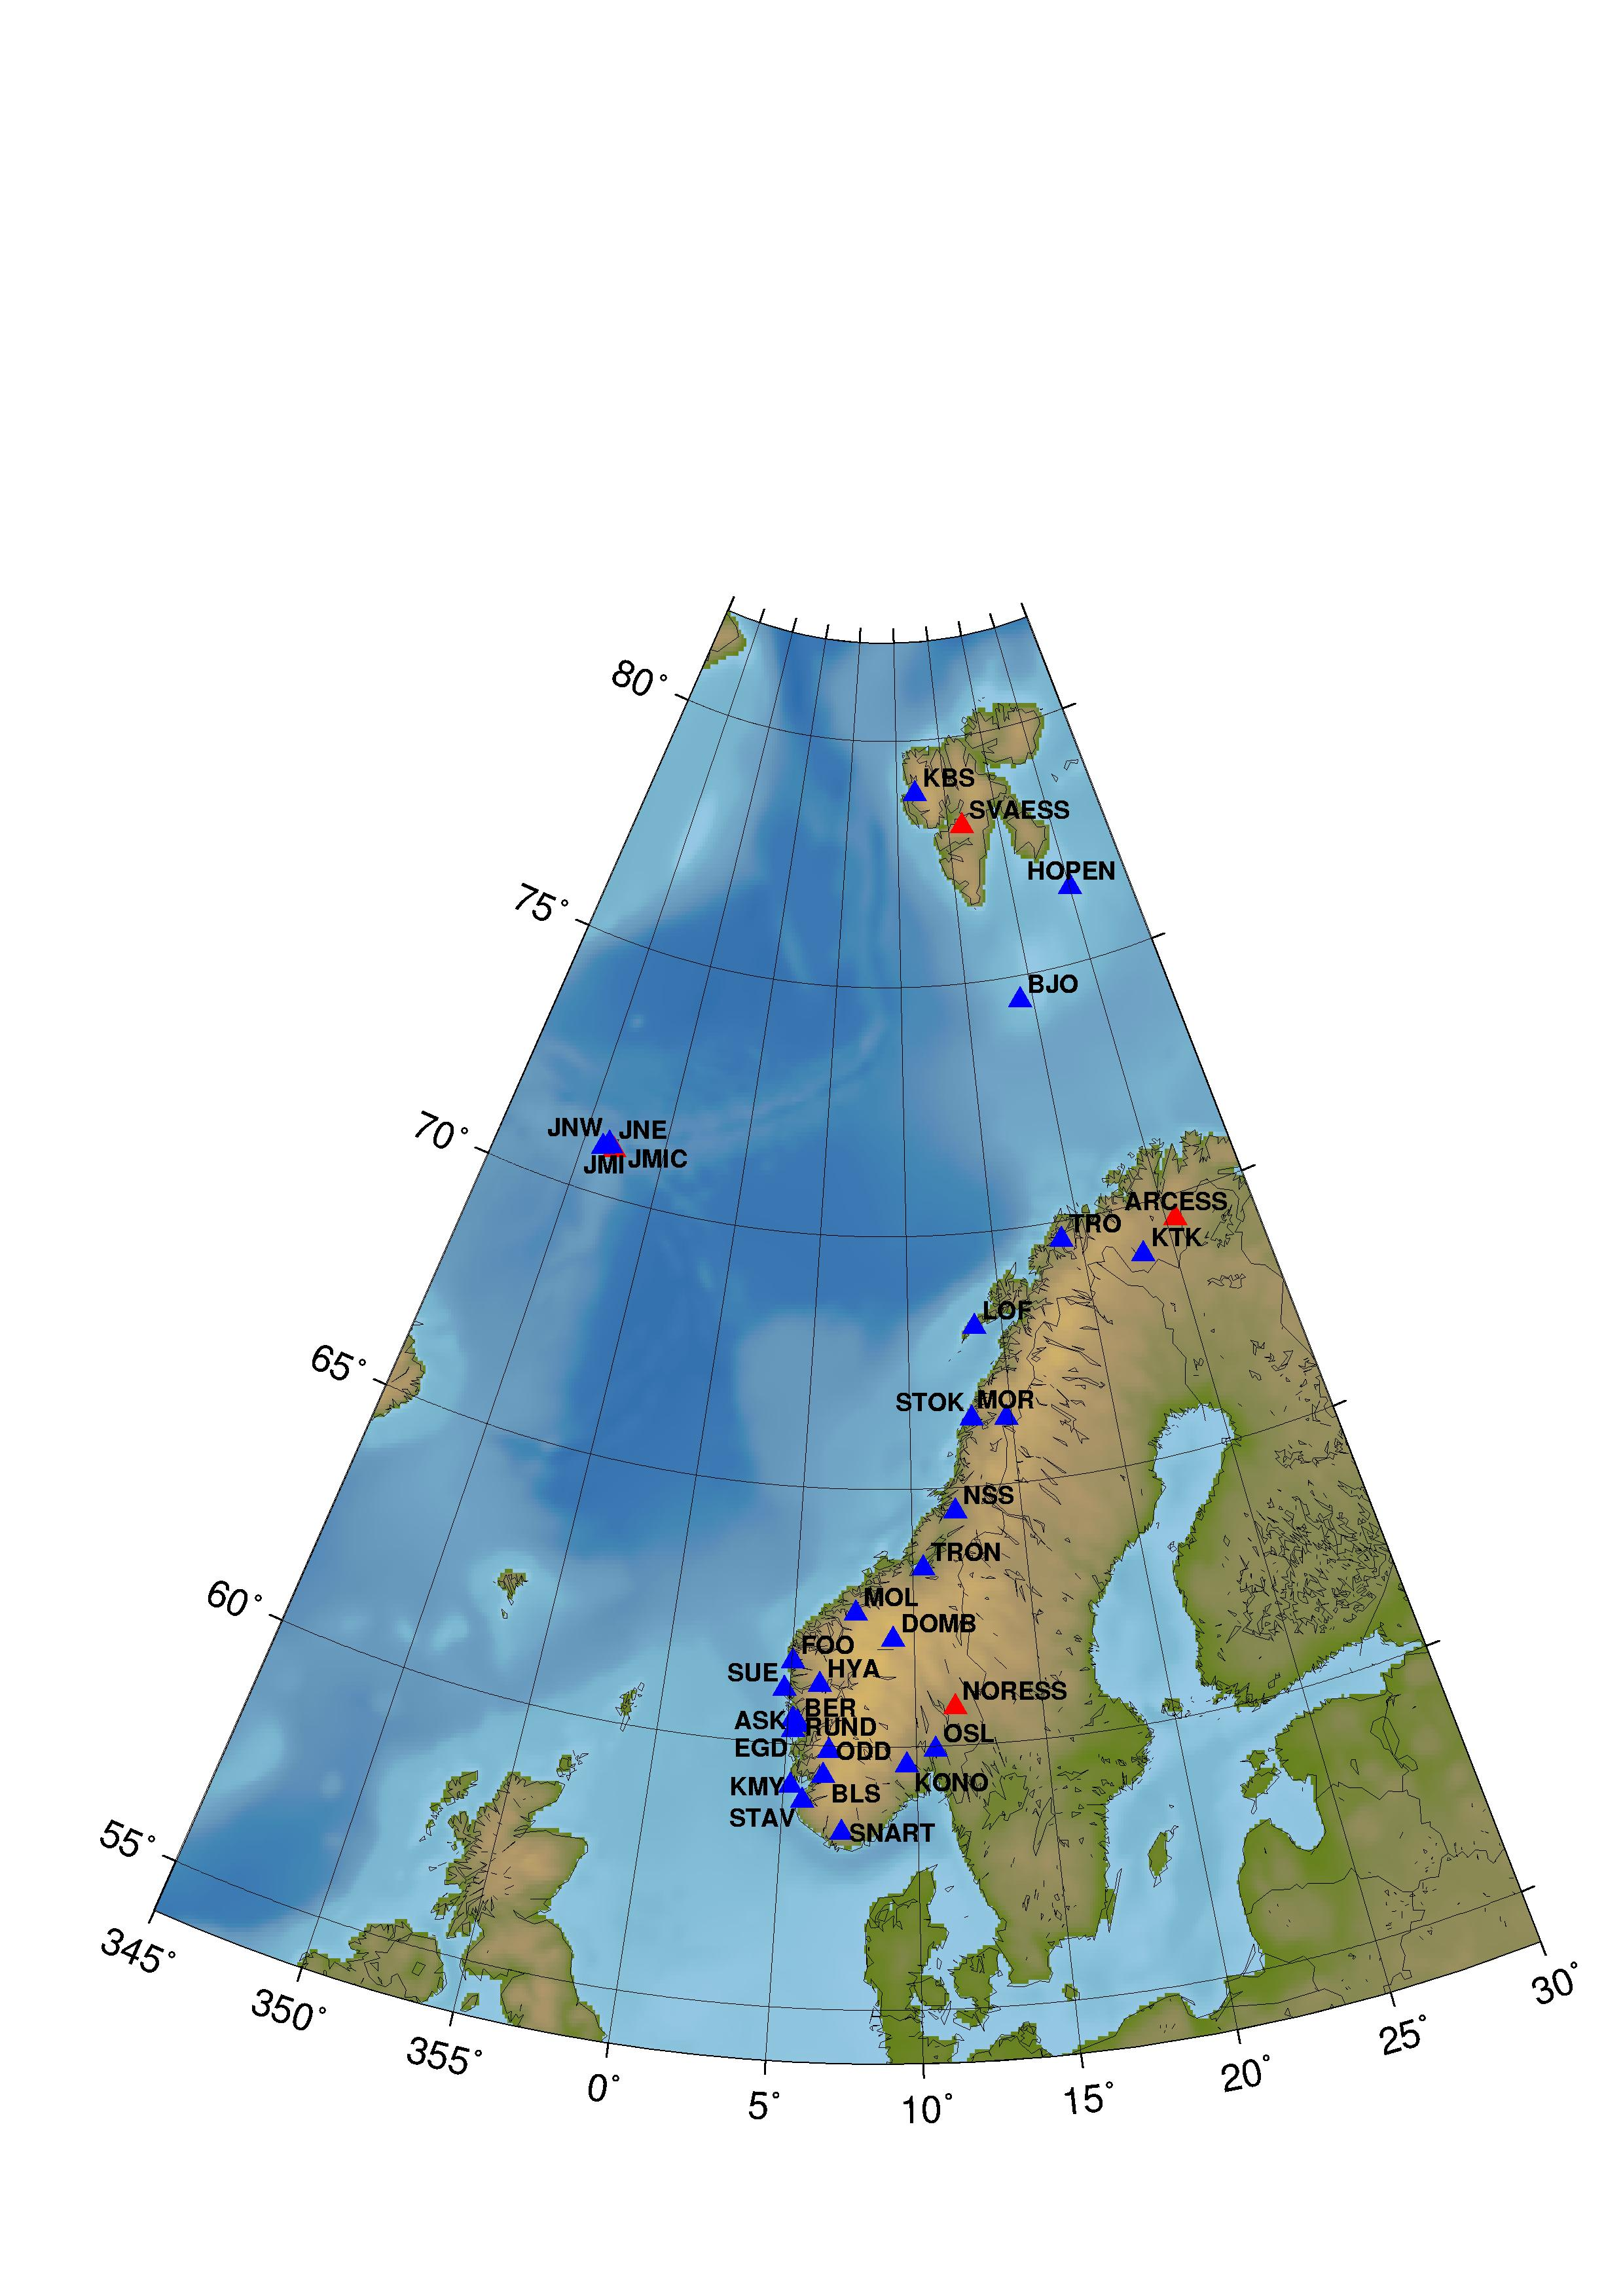 80°
KBS
SVAESS
HOPEN
75°
BJO
70°
JNW
JNE
JMI
JMIC
ARCESS
TRO
KTK
LOF
65°
STOK
MOR
NSS
TRON
60°
MOL
DOMB
FOO
HYA
SUE
NORESS
BER
ASK
RUND
OSL
EGD
ODD
KONO
KMY
BLS
STAV
SNART
55°
345°
350°
355°
0°
5°
10°
15°
20°
25°
30°